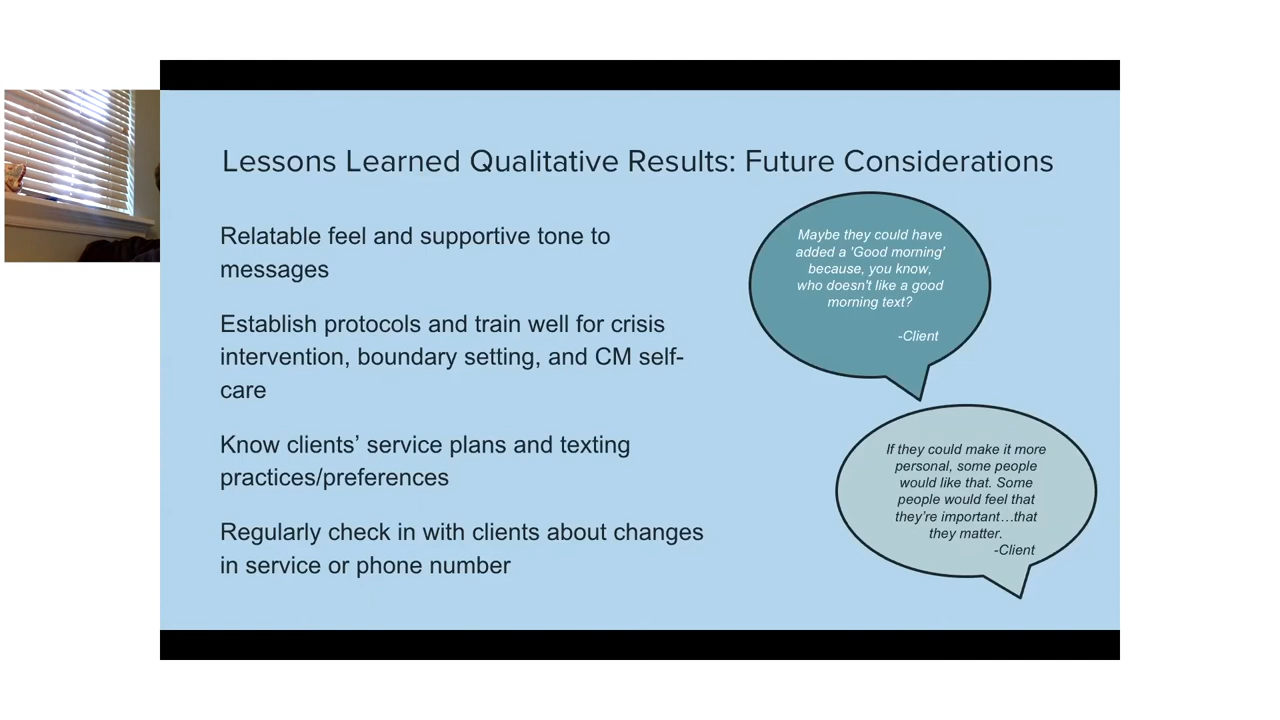 Lessons Learned Qualitative Results: Future Considerations
Relatable feel and supportive tone to
messages
Establish protocols and train well for crisis
intervention, boundary setting, and CM self-
care
Know clients’ service plans and texting
practices/preferences
Regularly check in with clients about changes
in service or phone number
Maybe they could have
added a 'Good morning'
because, you know,
who doesn't like a good
morning text?
-Client
If they could make it more
personal, some people
would like that. Some
people would feel that
they’re important…that
they matter.
-Client